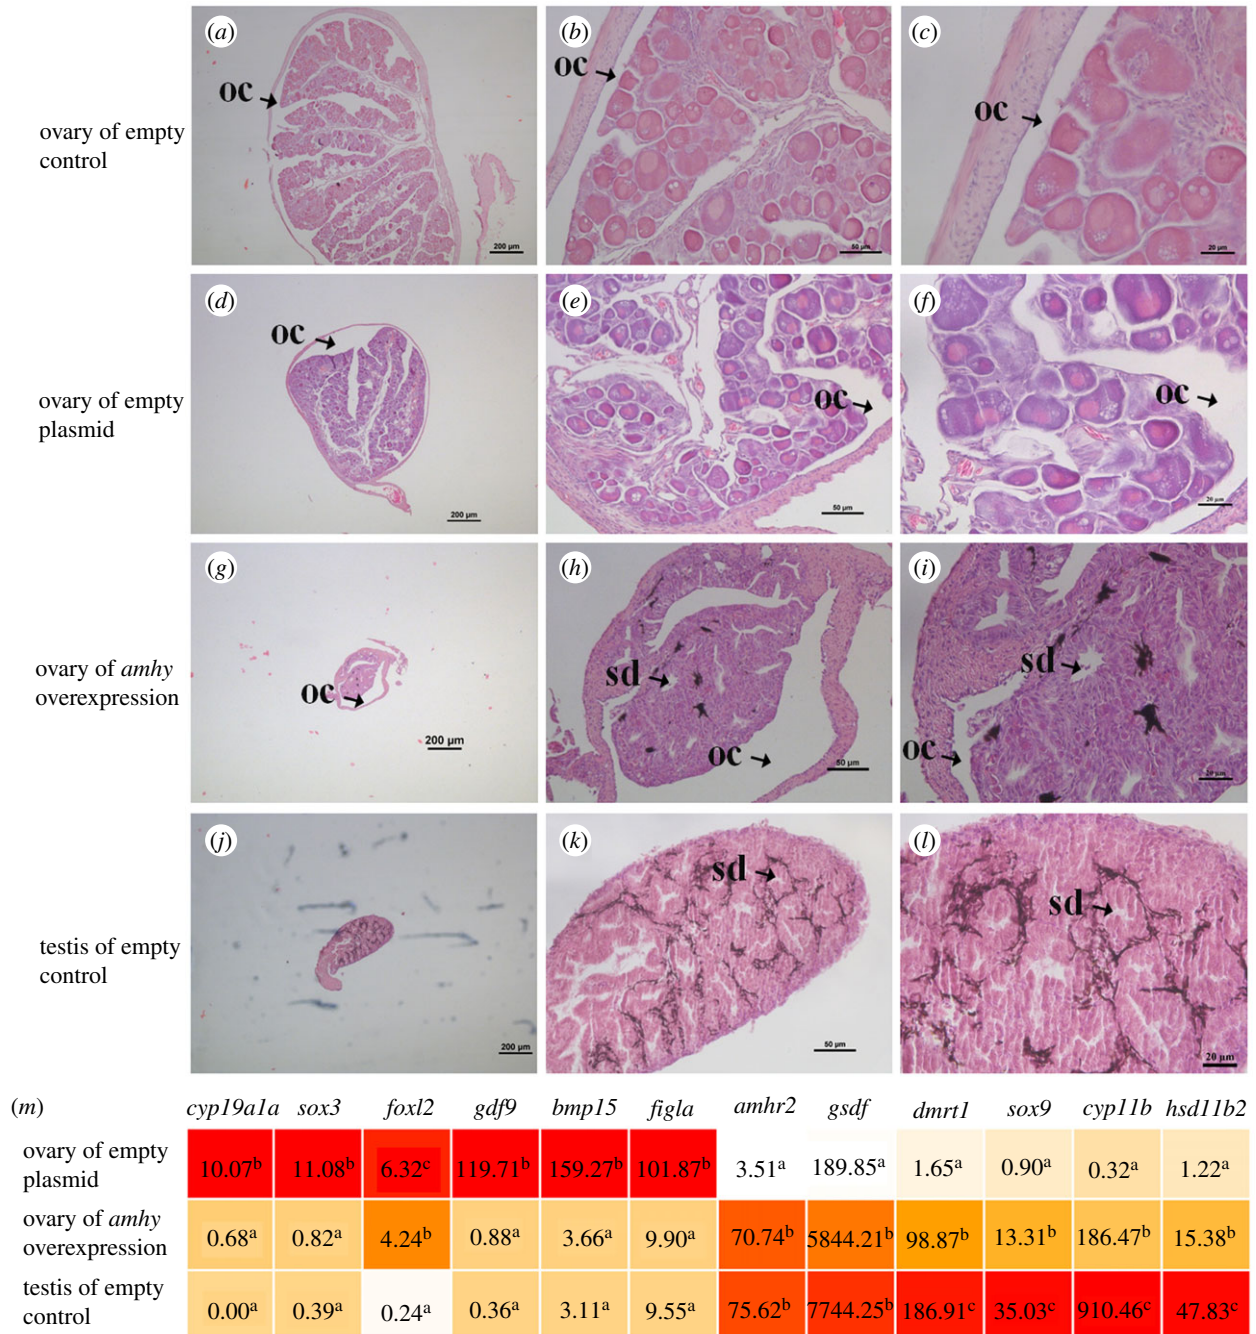 (a)
oc
200 µm
(b)
oc
50 µm
(c)
oc
20 µm
ovary of empty
control
(d)
oc
200 µm
(e)
oc
50 µm
(f)
oc
20 µm
ovary of empty
plasmid
(g)
oc
200 µm
(h)
sd
oc
50 µm
(i)
sd
oc
20 µm
ovary of amhy
overexpression
(j)
200 µm
(k)
sd
50 µm
(l)
sd
20 µm
testis of empty
control
(m)
cyp19a1a sox3 foxl2 gdf9 bmp15 figla amhr2 gsdf dmrt1 sox9 cyp11b hsd11b2
ovary of empty
plasmid
10.07b 11.08b 6.32c 119.71b 159.27b 101.87b 3.51a 189.85a 1.65a 0.90a 0.32a 1.22a
ovary of amhy
overexpression
0.68a 0.82a 4.24b 0.88a 3.66a 9.90a 70.74b 5844.21b 98.87b 13.31b 186.47b 15.38b
testis of empty
control
0.00a 0.39a 0.24a 0.36a 3.11a 9.55a 75.62b 7744.25b 186.91c 35.03c 910.46c 47.83c